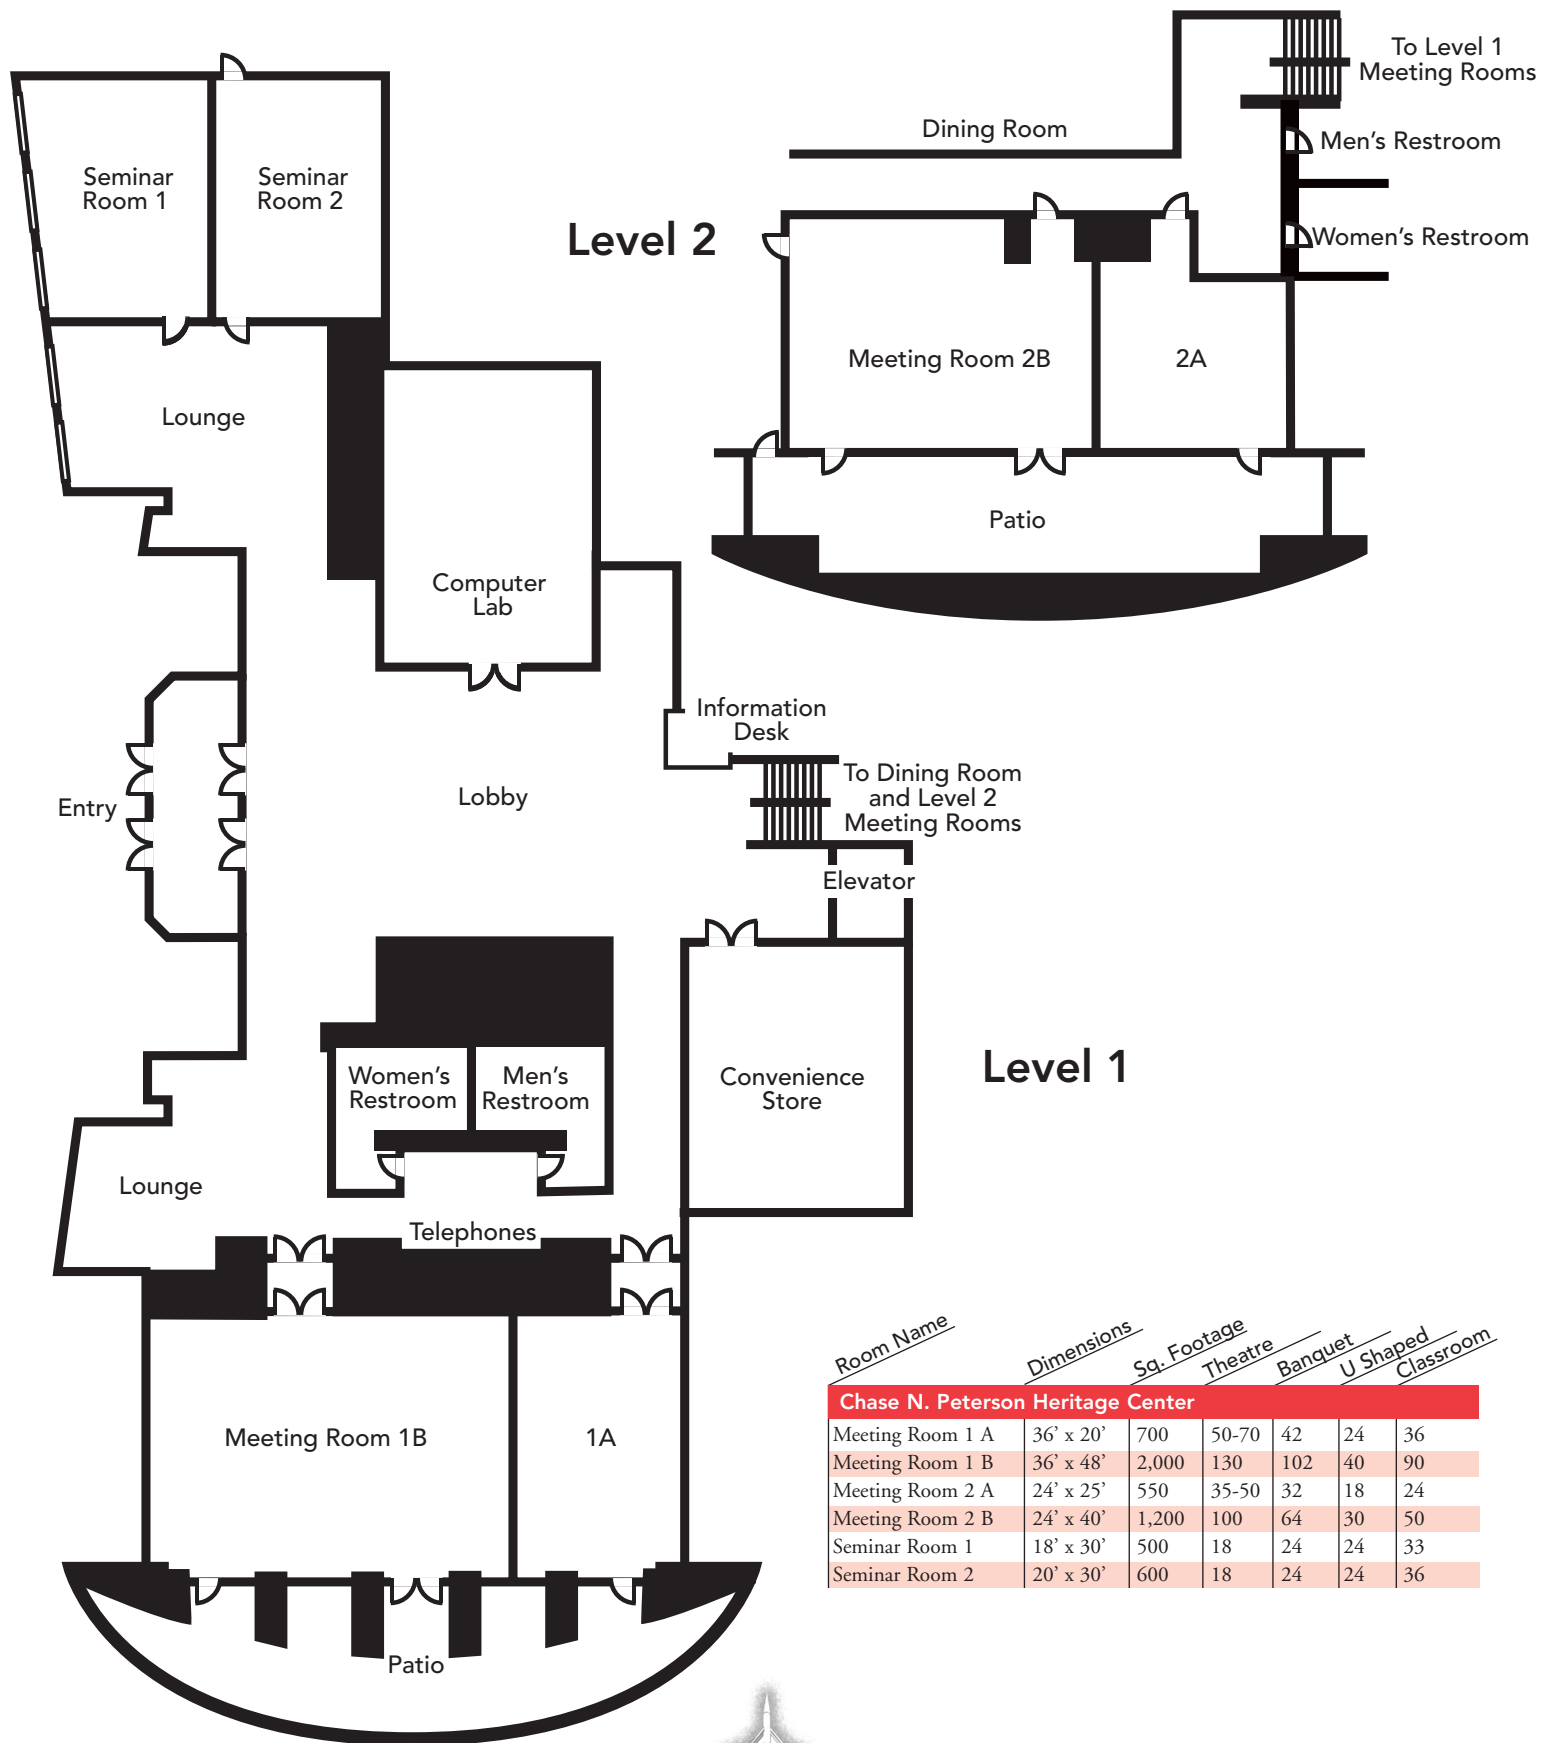 To Level 1
Meeting Rooms
Dining Room
Men’s Restroom
Women’s Restroom
Level 2
Meeting Room 2B
2A
Patio
Seminar
Room 1
Seminar
Room 2
Lounge
Computer
Lab
Information
Desk
To Dining Room
and Level 2
Meeting Rooms
Entry
Lobby
Elevator
Level 1
Women’s
Restroom
Men’s
Restroom
Convenience
Store
Lounge
Telephones
Meeting Room 1B
1A
Patio
Room Name Dimensions Sq. Footage Theatre Banquet U Shaped Classroom
Chase N. Peterson Heritage Center
Meeting Room 1 A 36’ x 20’ 700 50-70 42 24 36
Meeting Room 1 B 36’ x 48’ 2,000 130 102 40 90
Meeting Room 2 A 24’ x 25’ 550 35-50 32 18 24
Meeting Room 2 B 24’ x 40’ 1,200 100 64 30 50
Seminar Room 1 18’ x 30’ 500 18 24 24 33
Seminar Room 2 20’ x 30’ 600 18 24 24 36